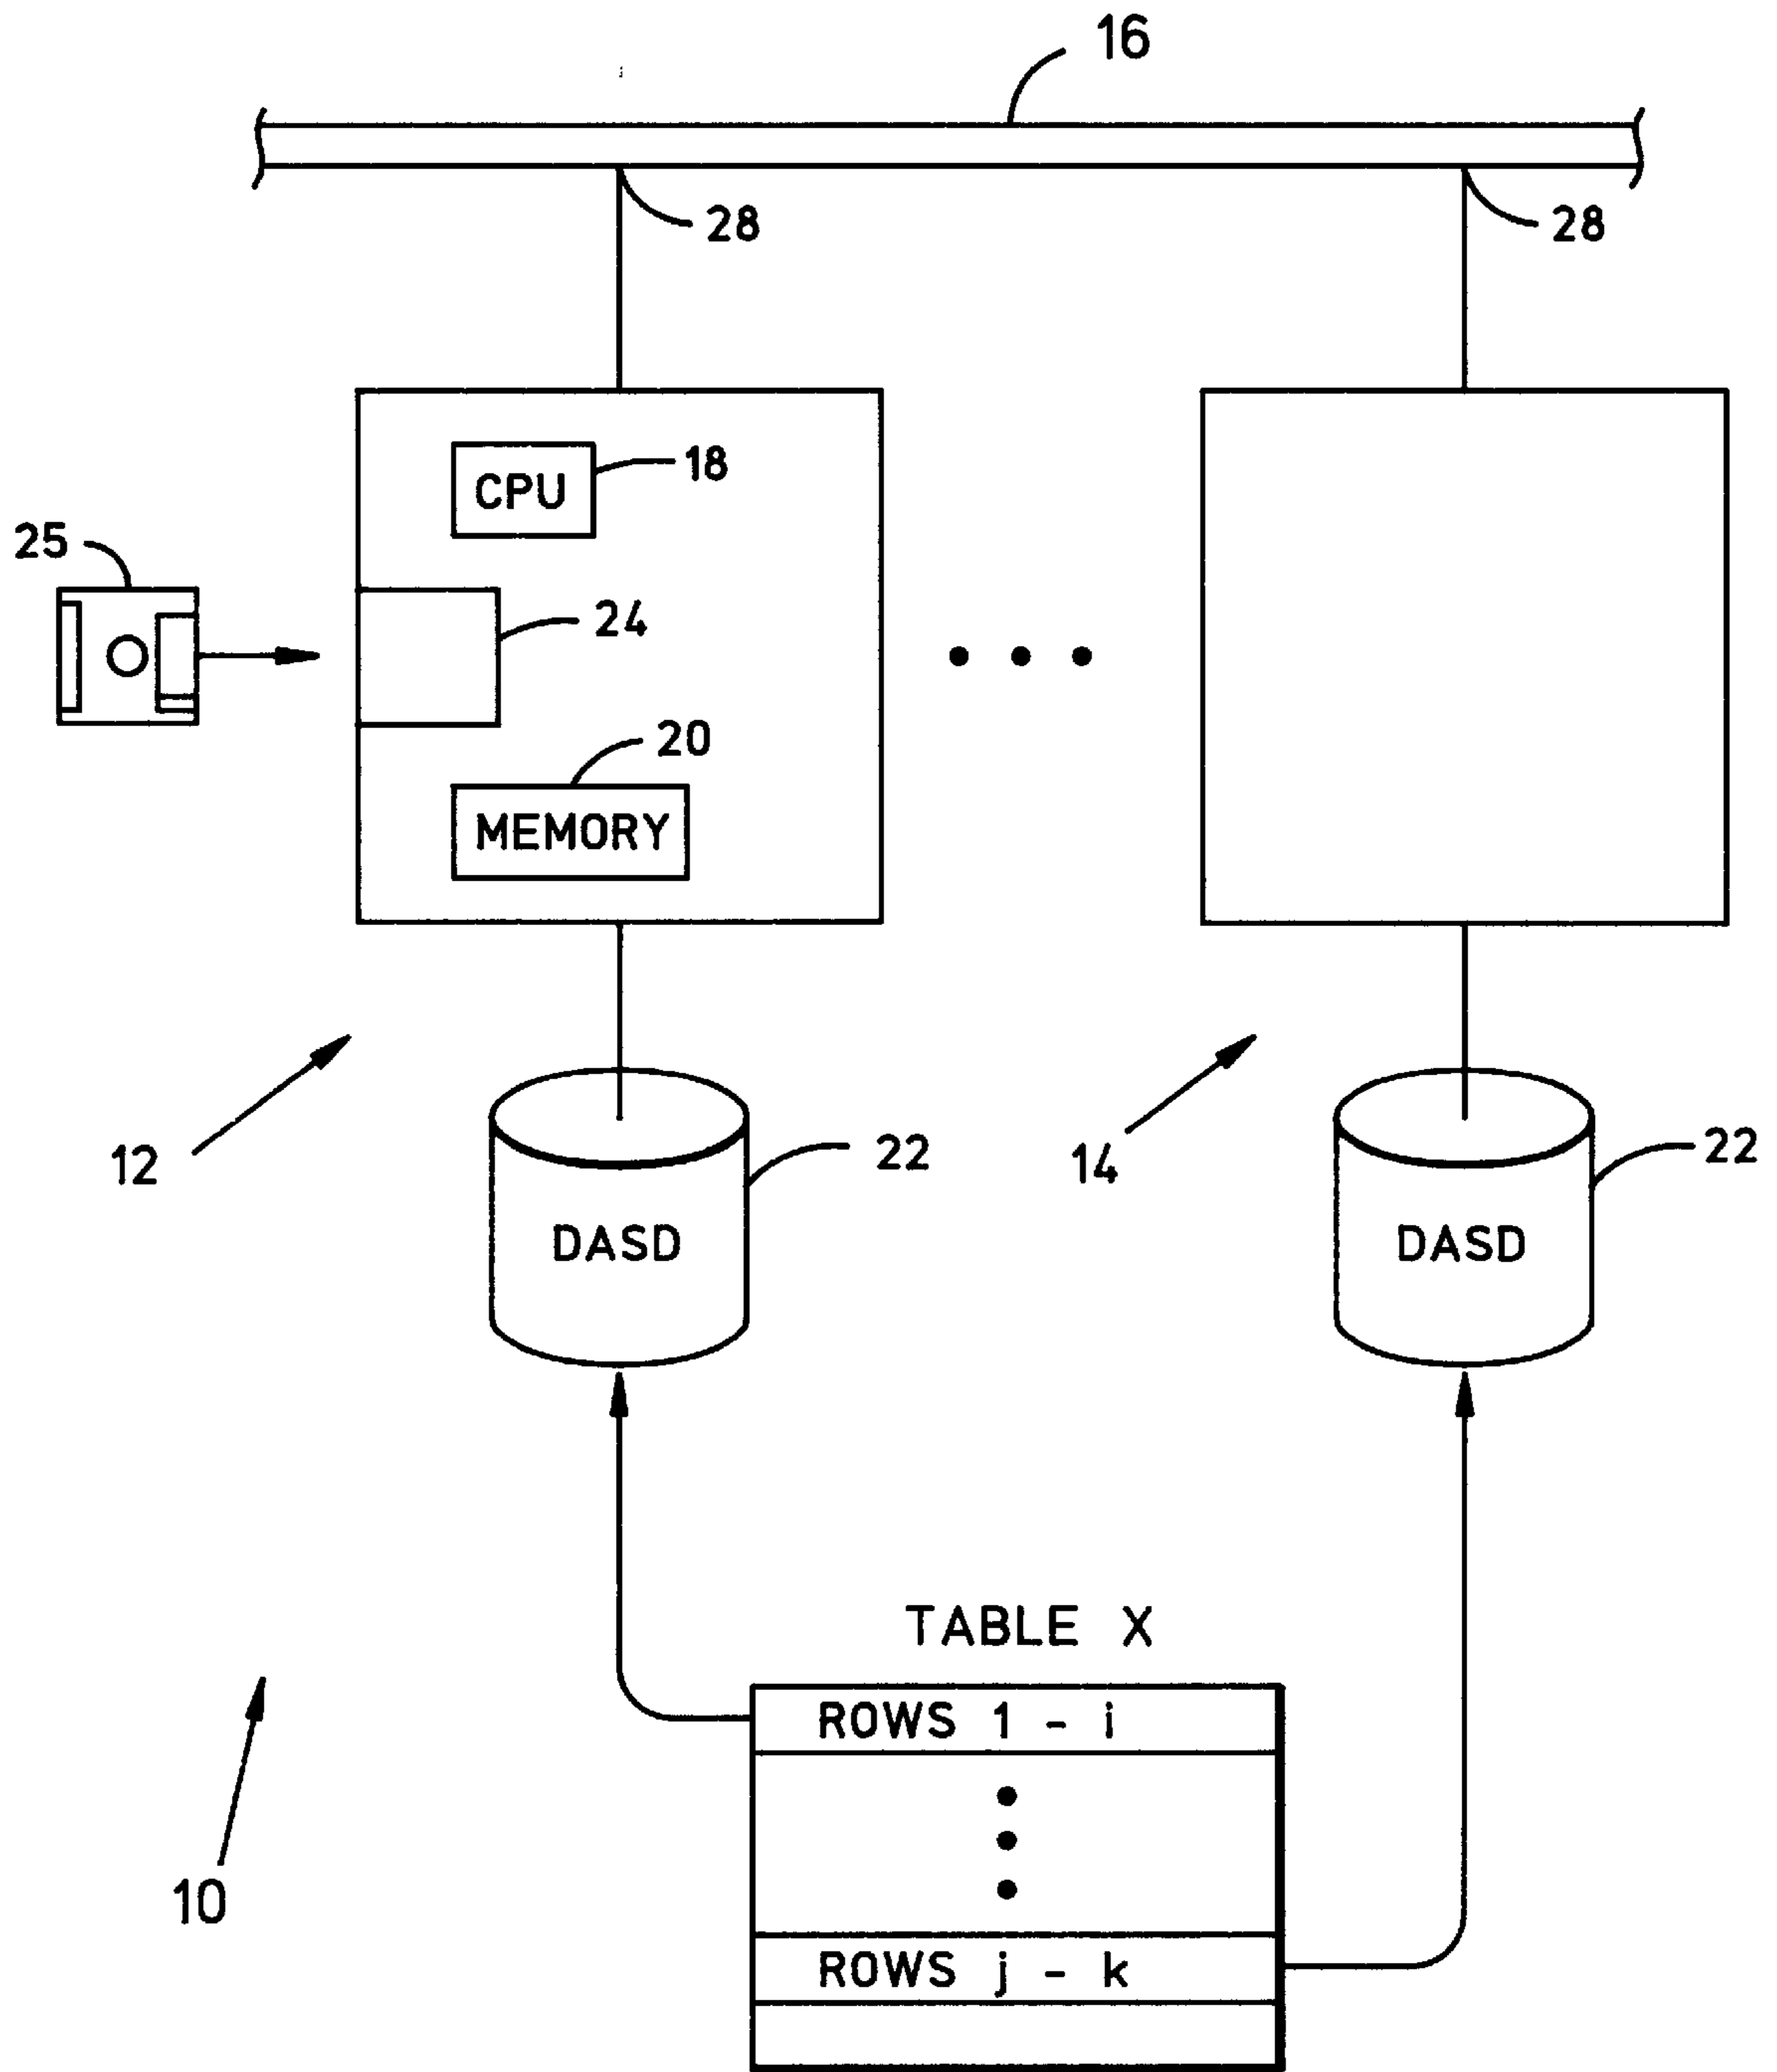 16
28
28
CPU
18
25
24
20
MEMORY
12
22
14
22
DASD
DASD
TABLE X
ROWS 1 - i
10
ROWS j - k